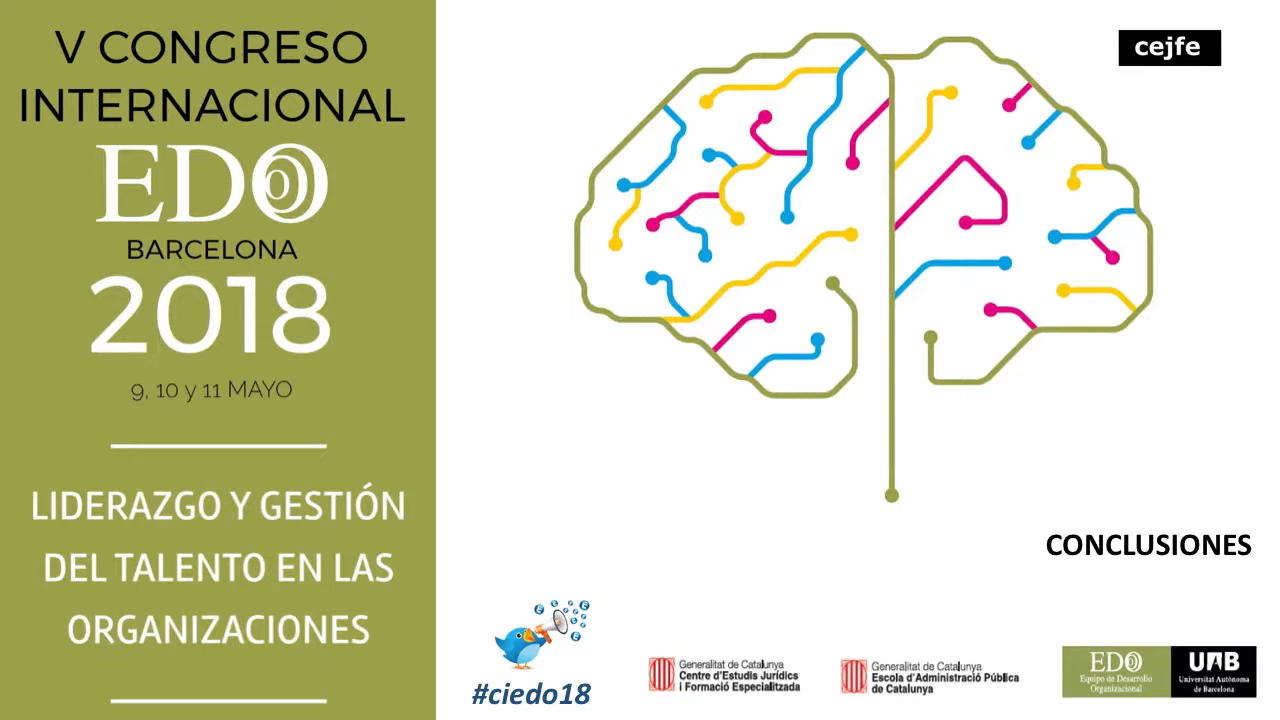 V CONGRESO
INTERNACIONAL
EDO
BARCELONA
2018
9, 10 y 11 MAYO
LIDERAZGO Y GESTIÓN
DEL TALENTO EN LAS
ORGANIZACIONES
cejfe
CONCLUSIONES
#ciedo18
Generalitat de Catalunya
Centre d'Estudis Jurídics
i Formació Especialitzada
Generalitat de Catalunya
Escola d'Administració Pública
de Catalunya
EDO
Equipo de Desarrollo
Organizacional
UAB
Universitat Autònoma
de Barcelona